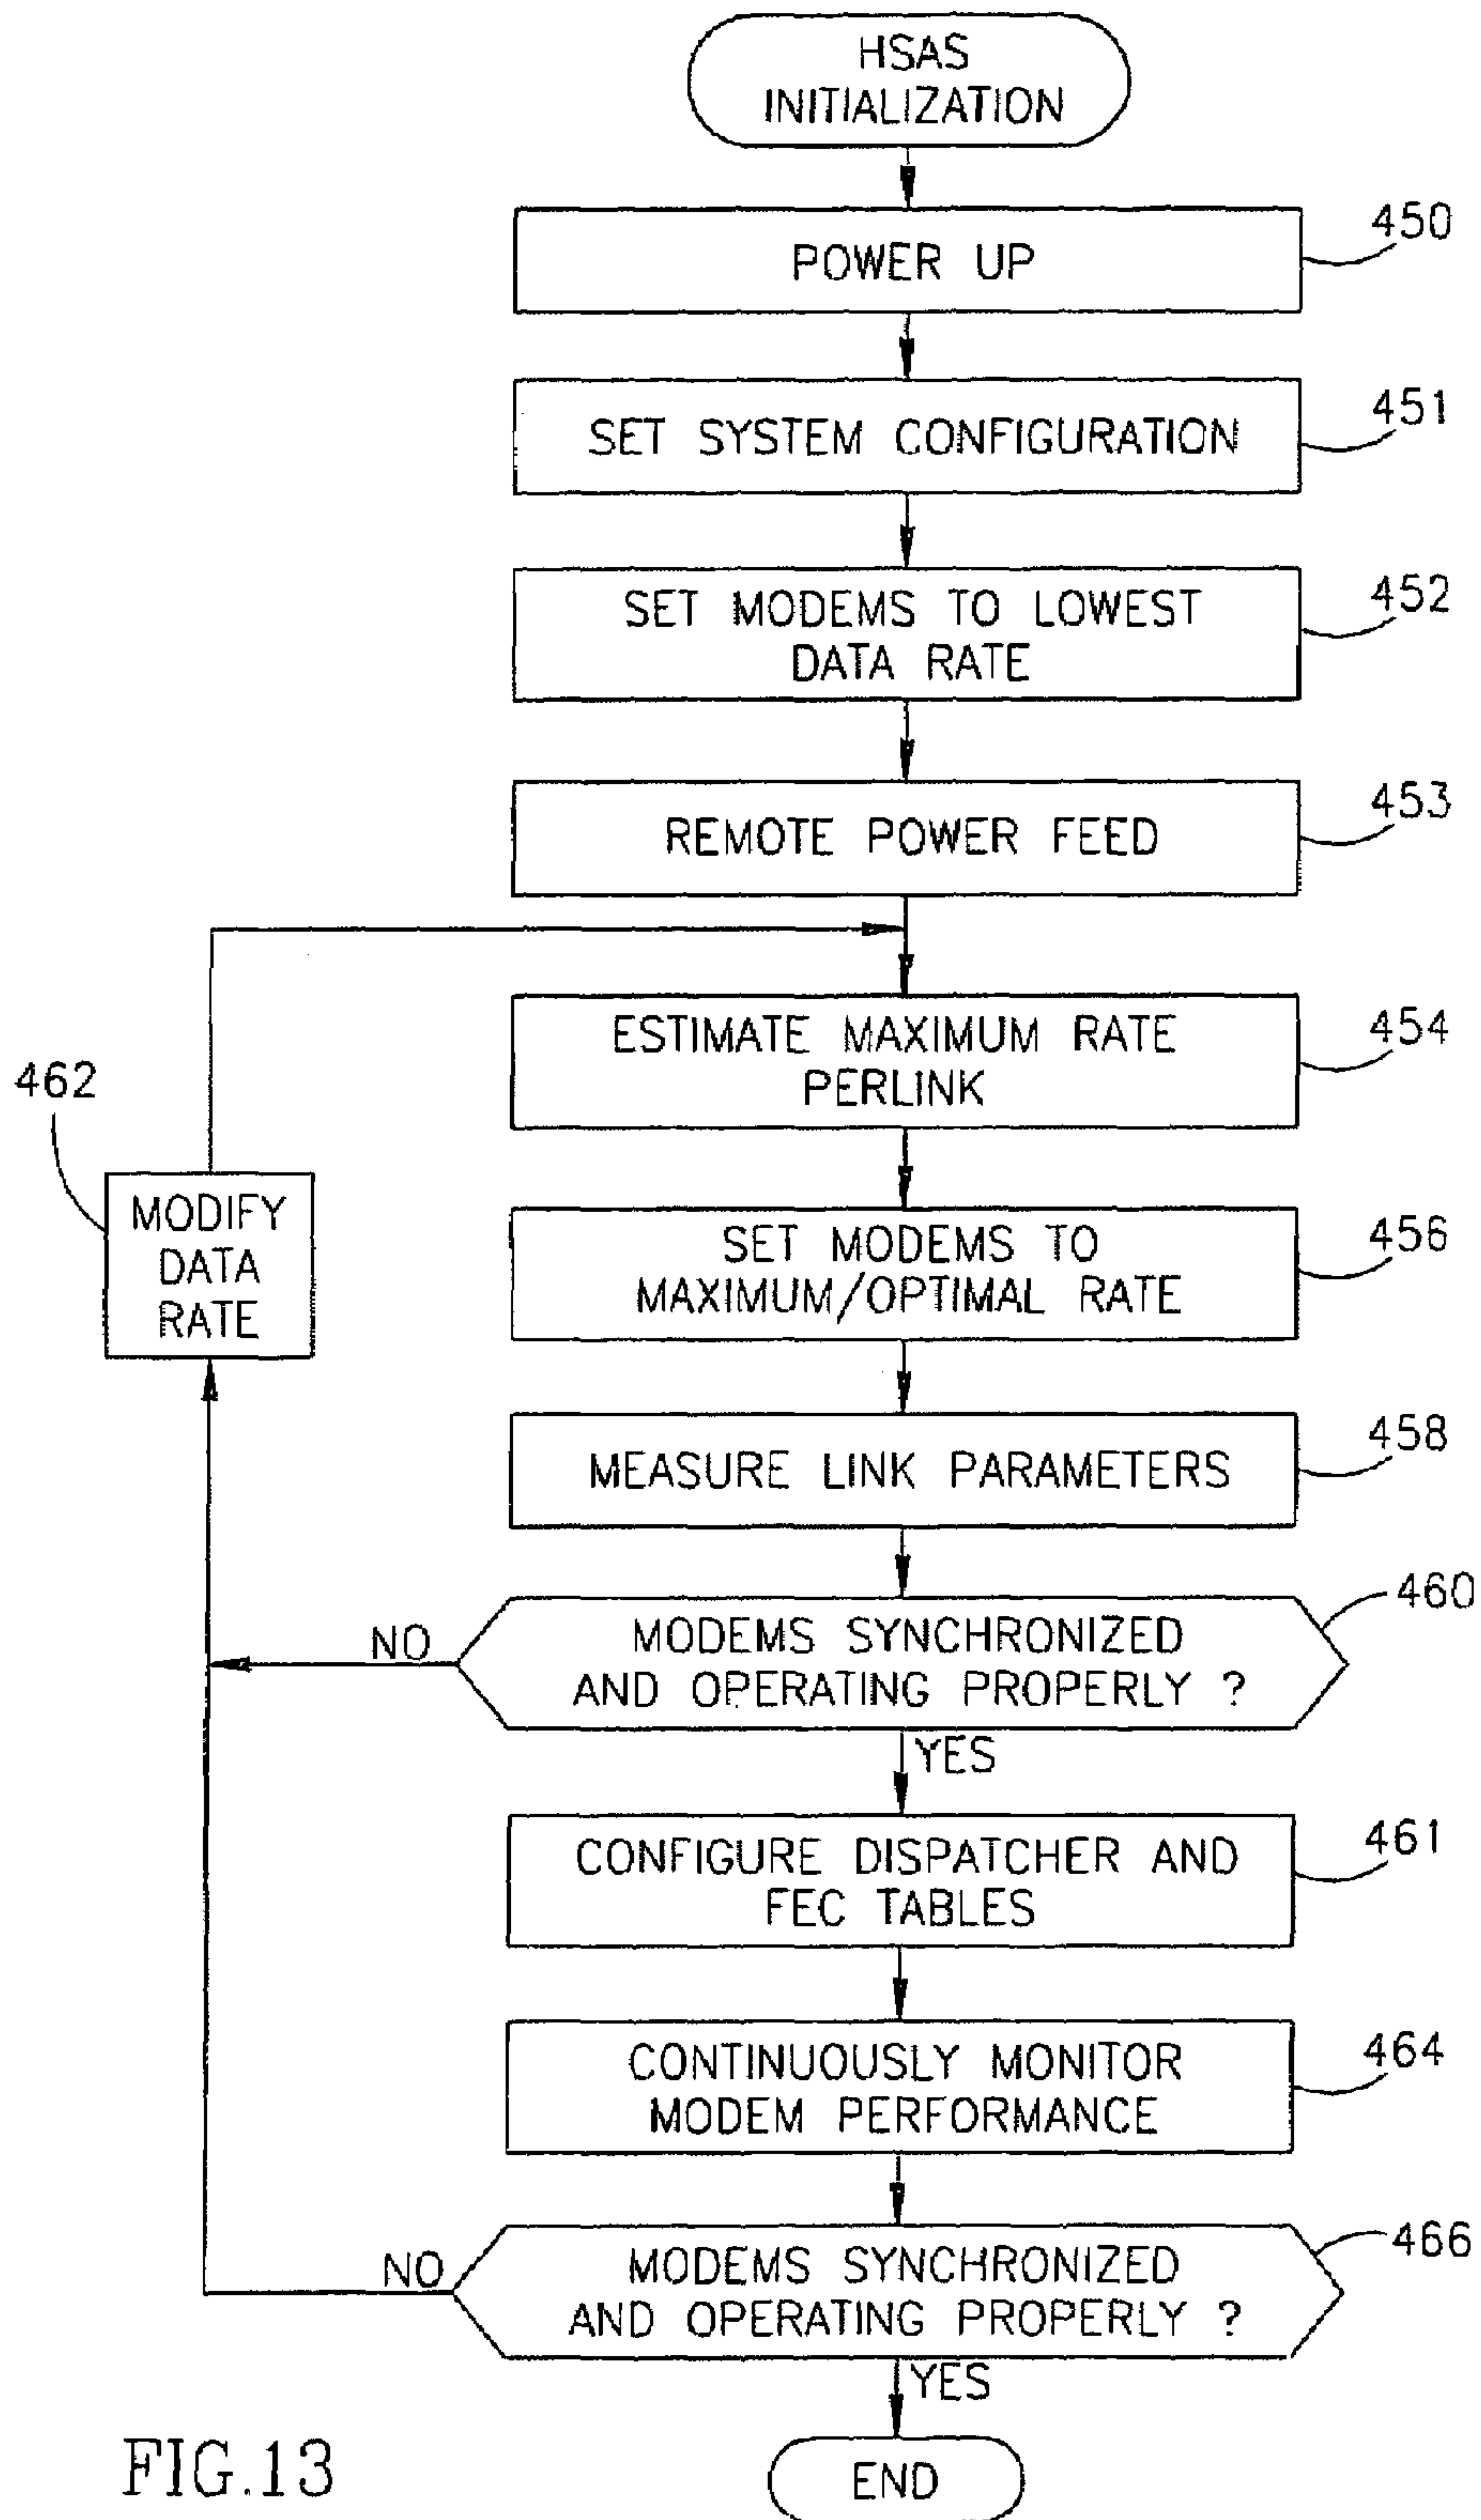 HSAS
INITIALIZATION
POWER UP
450
SET SYSTEM CONFIGURATION
451
SET MODEMS TO LOWEST
DATA RATE
452
REMOTE POWER FEED
453
ESTIMATE MAXIMUM RATE
PERLINK
454
462
MODIFY
DATA
RATE
SET MODEMS TO
MAXIMUM/OPTIMAL RATE
456
MEASURE LINK PARAMETERS
458
MODEMS SYNCHRONIZED
AND OPERATING PROPERLY ?
460
NO
YES
CONFIGURE DISPATCHER AND
FEC TABLES
461
CONTINUOUSLY MONITOR
MODEM PERFORMANCE
464
MODEMS SYNCHRONIZED
AND OPERATING PROPERLY ?
466
NO
YES
END
FIG.13